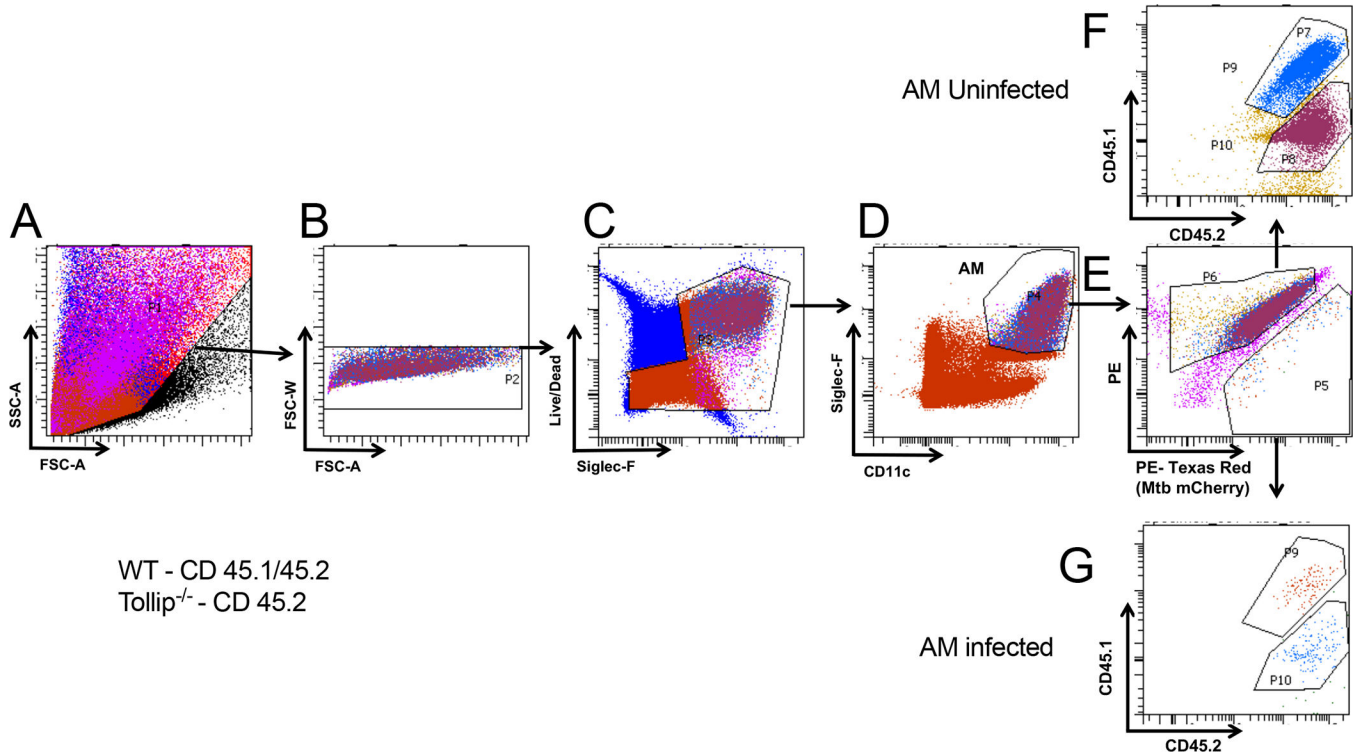 F
AM Uninfected
P7
P9
P10
P8
CD45.1
CD45.2
A
P1
SSC-A
FSC-A
B
P2
FSC-W
FSC-A
C
P3
Live/Dead
Siglec-F
D
AM
P4
Siglec-F
CD11c
E
P6
P5
PE
PE- Texas Red
(Mtb mCherry)
WT - CD 45.1/45.2
Tollip-/- - CD 45.2
G
AM infected
P9
P10
CD45.1
CD45.2